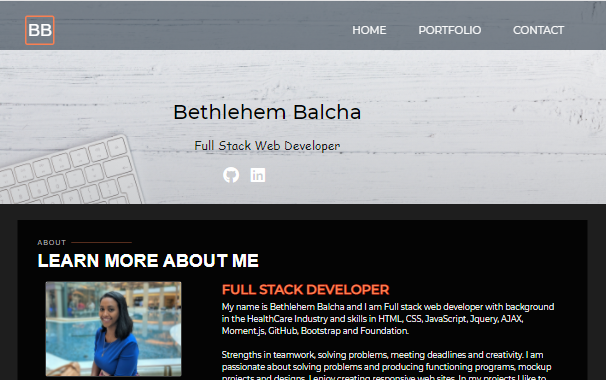 BB HOME PORTFOLIO CONTACT
Bethlehem Balcha
Full Stack Web Developer
ABOUT
LEARN MORE ABOUT ME
FULL STACK DEVELOPER
My name is Bethlehem Balcha and I am Full stack web developer with background
in the HealthCare Industry and skills in HTML, CSS, JavaScript, Jquery, AJAX,
Moment.js, GitHub, Bootstrap and Foundation.
Strengths in teamwork, solving problems, meeting deadlines and creativity. I am
passionate about solving problems and producing functioning programs, mockup
projects and designs. I enjoy creating responsive web sites. In my projects I like to